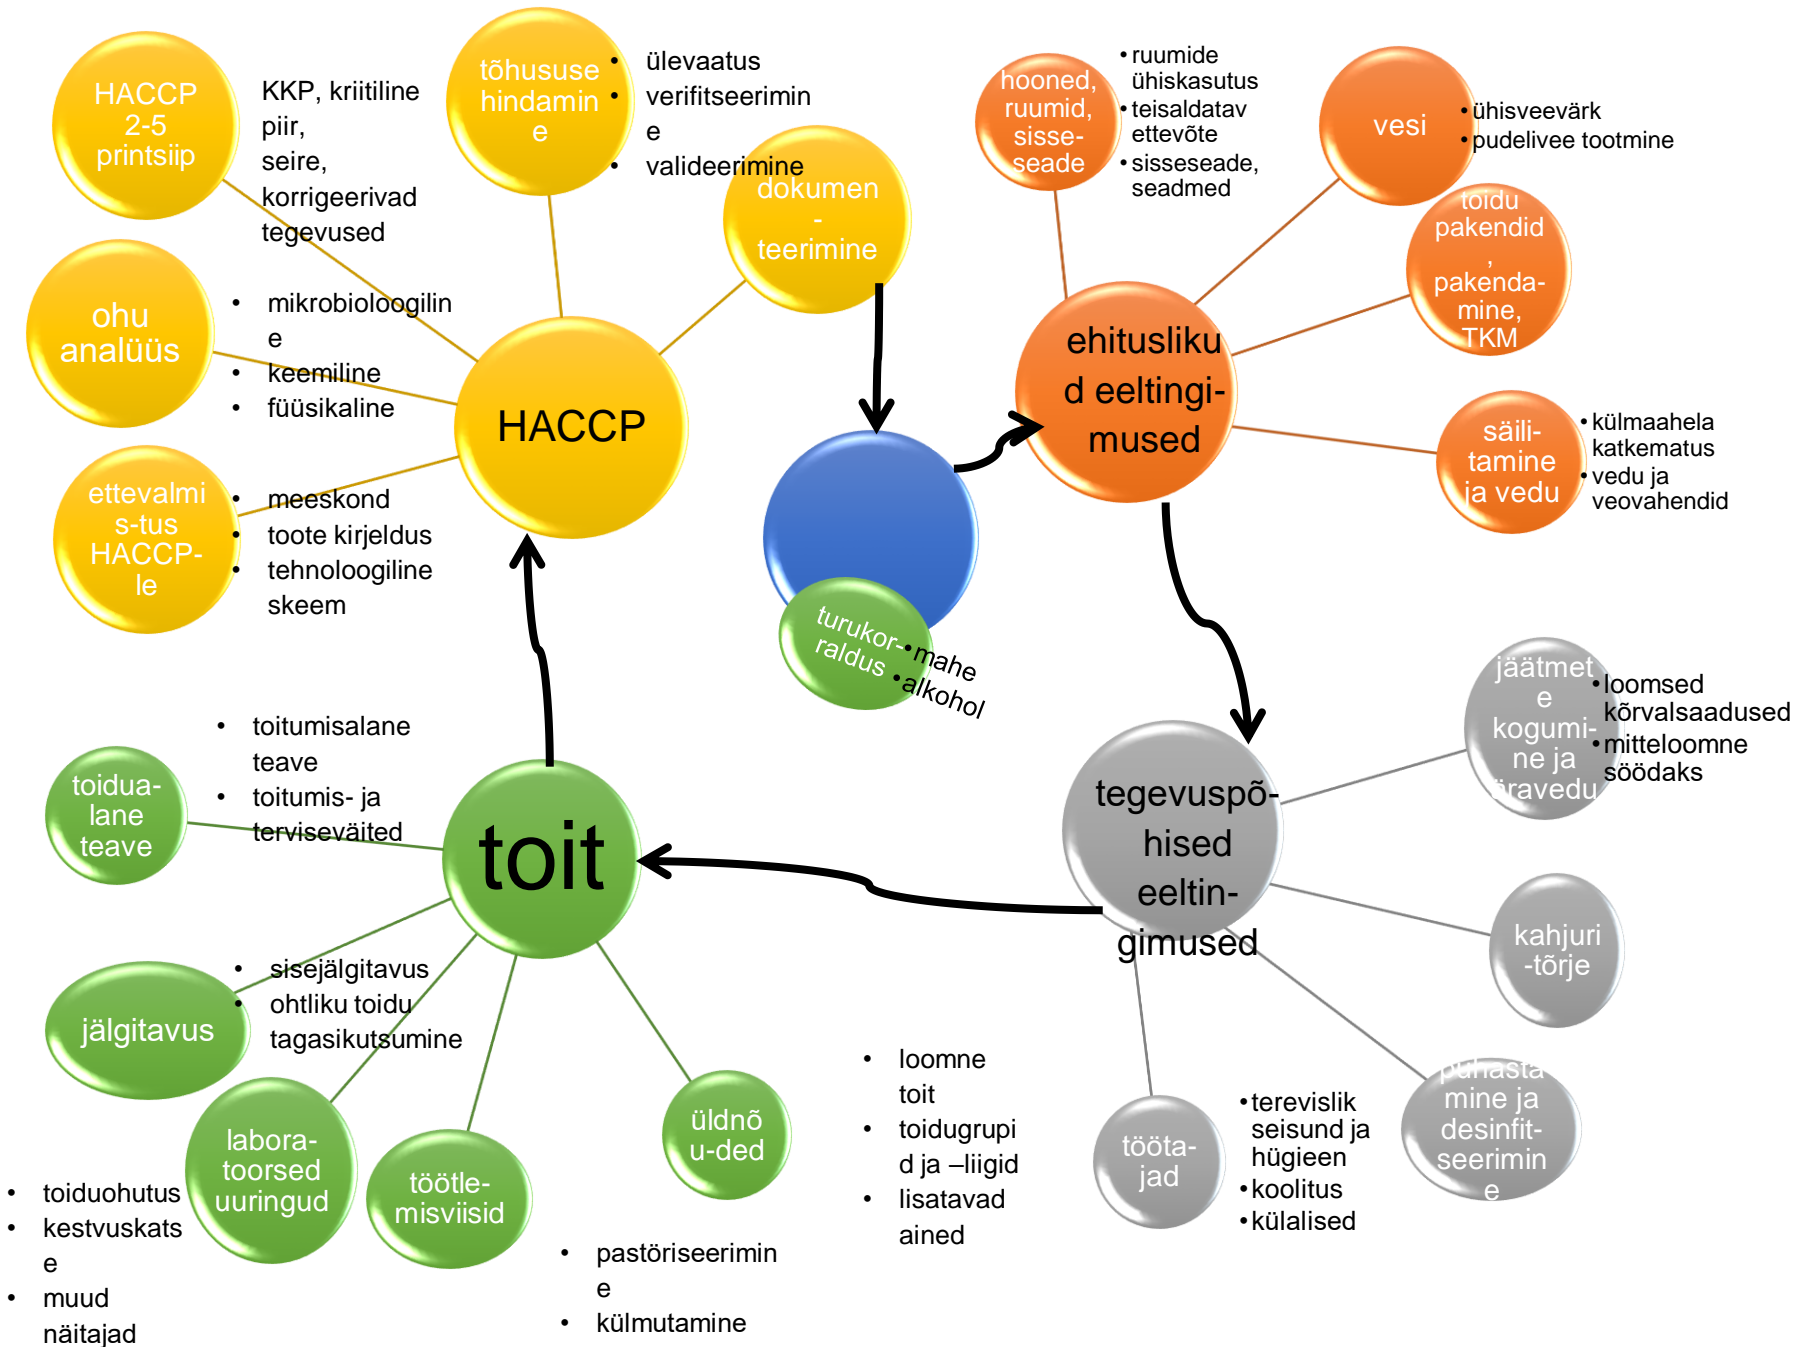 HACCP
2-5
printsiip
KKP, kriitiline
piir,
seire,
korrigeerivad
tegevused
tõhususe
hindamin
e
• ülevaatus
• verifitseerimin
e
• valideerimine
dokumen
-
teerimine
ohu
analüüs
• mikrobioloogilin
e
• keemiline
• füüsikaline
ettevalmi
s-tus
HACCP-
le
• meeskond
• toote kirjeldus
• tehnoloogiline
skeem
HACCP
hooned,
ruumid,
sisse-
seade
• ruumide
ühiskasutus
• teisaldatav
ettevõte
• sisseseade,
seadmed
vesi
• ühisveevärk
• pudelivee tootmine
toidu
pakendid
,
pakenda-
mine,
TKM
ehitusliku
d eeltingi-
mused
säili-
tamine
ja vedu
• külmaahela
katkematus
• vedu ja
veovahendid
turukor-
raldus
• mahe
• alkohol
jäätmet
e
kogumi-
ne ja
äravedu
• loomsed
kõrvalsaadused
• mitteloomne
söödaks
tegevuspõ-
hised
eeltin-
gimused
kahjuri
-tõrje
puhasta
mine ja
desinfit-
seerimin
e
tööta-
jad
• terevislik
seisund ja
hügieen
• koolitus
• külalised
toidua-
lane
teave
• toitumisalane
teave
• toitumis- ja
terviseväited
toit
jälgitavus
• sisejälgitavus
• ohtliku toidu
tagasikutsumine
labora-
toorsed
uuringud
• toiduohutus
• kestvuskats
e
• muud
näitajad
töötle-
misviisid
• pastöriseerimin
e
• külmutamine
üldnõ
u-ded
• loomne
toit
• toidugrupi
d ja –liigid
• lisatavad
ained